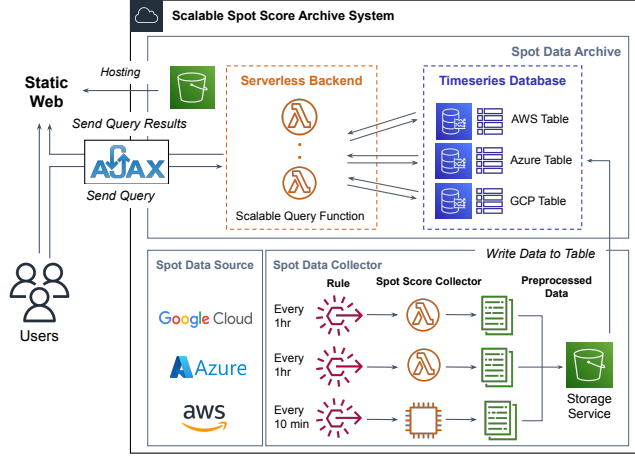 Scalable Spot Score Archive System
Spot Data Archive
Hosting
Static
Web
Serverless Backend
Timeseries Database
AWS Table
Send Query Results
AJAX
Azure Table
Send Query
GCP Table
Scalable Query Function
Write Data to Table
Spot Data Source
Spot Data Collector
Rule
Spot Score Collector
Preprocessed
Data
Google Cloud
Every
1hr
Users
Azure
Every
1hr
aws
Every
10 min
Storage
Service